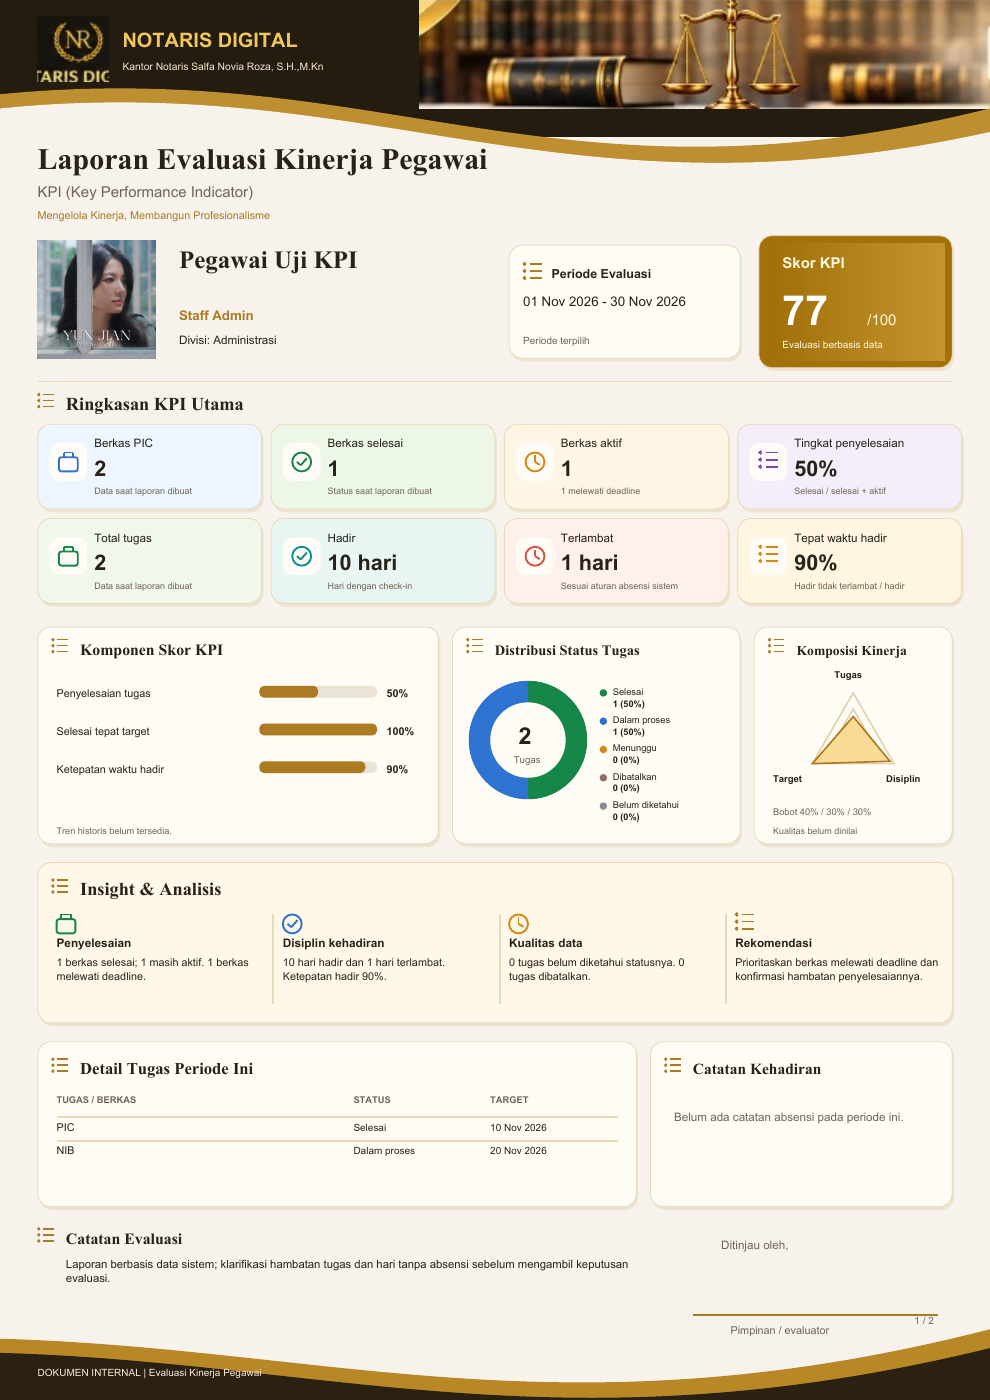 NR
TARIS DIG
NOTARIS DIGITAL
Kantor Notaris Salfa Novia Roza, S.H.,M.Kn
Laporan Evaluasi Kinerja Pegawai
KPI (Key Performance Indicator)
Mengelola Kinerja, Membangun Profesionalisme
YUN JIAN
Pegawai Uji KPI
Staff Admin
Divisi: Administrasi
Periode Evaluasi
01 Nov 2026 - 30 Nov 2026
Periode terpilih
Skor KPI
77 /100
Evaluasi berbasis data
Ringkasan KPI Utama
Berkas PIC
2
Data saat laporan dibuat
Berkas selesai
1
Status saat laporan dibuat
Berkas aktif
1
1 melewati deadline
Tingkat penyelesaian
50%
Selesai / selesai + aktif
Total tugas
2
Data saat laporan dibuat
Hadir
10 hari
Hari dengan check-in
Terlambat
1 hari
Sesuai aturan absensi sistem
Tepat waktu hadir
90%
Hadir tidak terlambat / hadir
Komponen Skor KPI
Penyelesaian tugas 50%
Selesai tepat target 100%
Ketepatan waktu hadir 90%
Tren historis belum tersedia.
Distribusi Status Tugas
2
Tugas
Selesai
1 (50%)
Dalam proses
1 (50%)
Menunggu
0 (0%)
Dibatalkan
0 (0%)
Belum diketahui
0 (0%)
Komposisi Kinerja
Tugas
Target Disiplin
Bobot 40% / 30% / 30%
Kualitas belum dinilai
Insight & Analisis
Penyelesaian
1 berkas selesai; 1 masih aktif. 1 berkas
melewati deadline.
Disiplin kehadiran
10 hari hadir dan 1 hari terlambat.
Ketepatan hadir 90%.
Kualitas data
0 tugas belum diketahui statusnya. 0
tugas dibatalkan.
Rekomendasi
Prioritaskan berkas melewati deadline dan
konfirmasi hambatan penyelesaiannya.
Detail Tugas Periode Ini
TUGAS / BERKAS STATUS TARGET
PIC Selesai 10 Nov 2026
NIB Dalam proses 20 Nov 2026
Catatan Kehadiran
Belum ada catatan absensi pada periode ini.
Catatan Evaluasi
Laporan berbasis data sistem; klarifikasi hambatan tugas dan hari tanpa absensi sebelum mengambil keputusan
evaluasi.
Ditinjau oleh,
1 / 2
Pimpinan / evaluator
DOKUMEN INTERNAL | Evaluasi Kinerja Pegawai